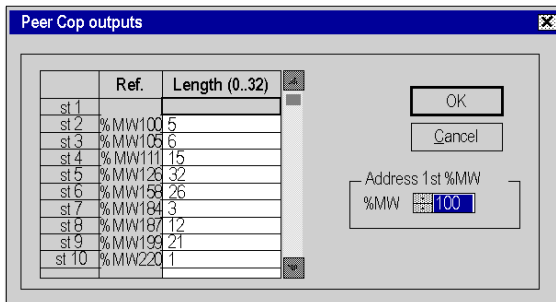 Peer Cop outputs
Ref. Length (0..32)
st 1
st 2 %MW100 5
st 3 %MW105 6
st 4 %MW111 15
st 5 %MW126 32
st 6 %MW158 26
st 7 %MW184 3
st 8 %MW187 12
st 9 %MW199 21
st 10 %MW220 1
OK
Cancel
Address 1st %MW
%MW 100